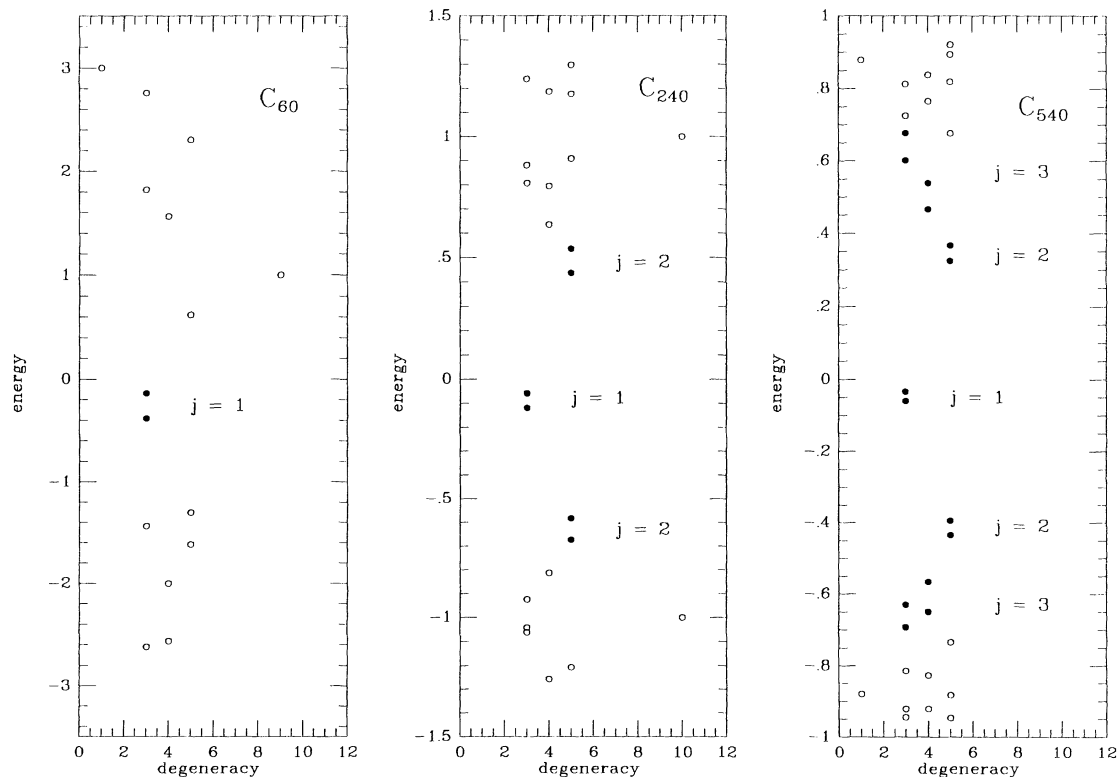 C60
energy
3
2
1
0
-1
-2
-3
j = 1
0 2 4 6 8 10 12
degeneracy
C240
energy
1.5
1
.5
0
-.5
-1
-1.5
j = 2
j = 1
j = 2
0 2 4 6 8 10 12
degeneracy
C540
energy
1
.8
.6
.4
.2
0
-.2
-.4
-.6
-.8
-1
j = 3
j = 2
j = 1
j = 2
j = 3
0 2 4 6 8 10 12
degeneracy